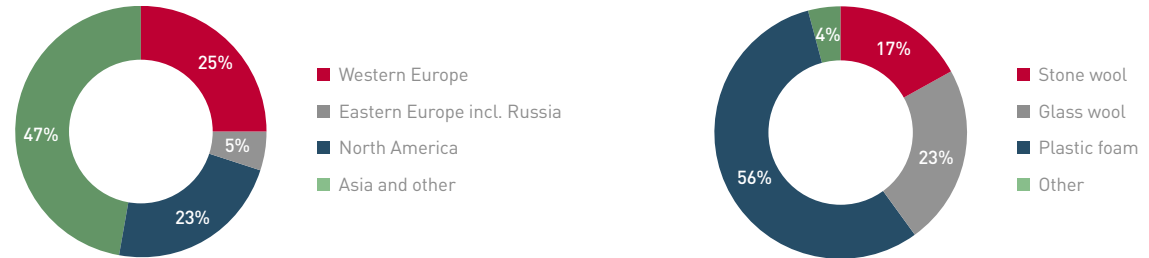 25%
5%
23%
47%
Western Europe
Eastern Europe incl. Russia
North America
Asia and other
17%
23%
56%
4%
Stone wool
Glass wool
Plastic foam
Other